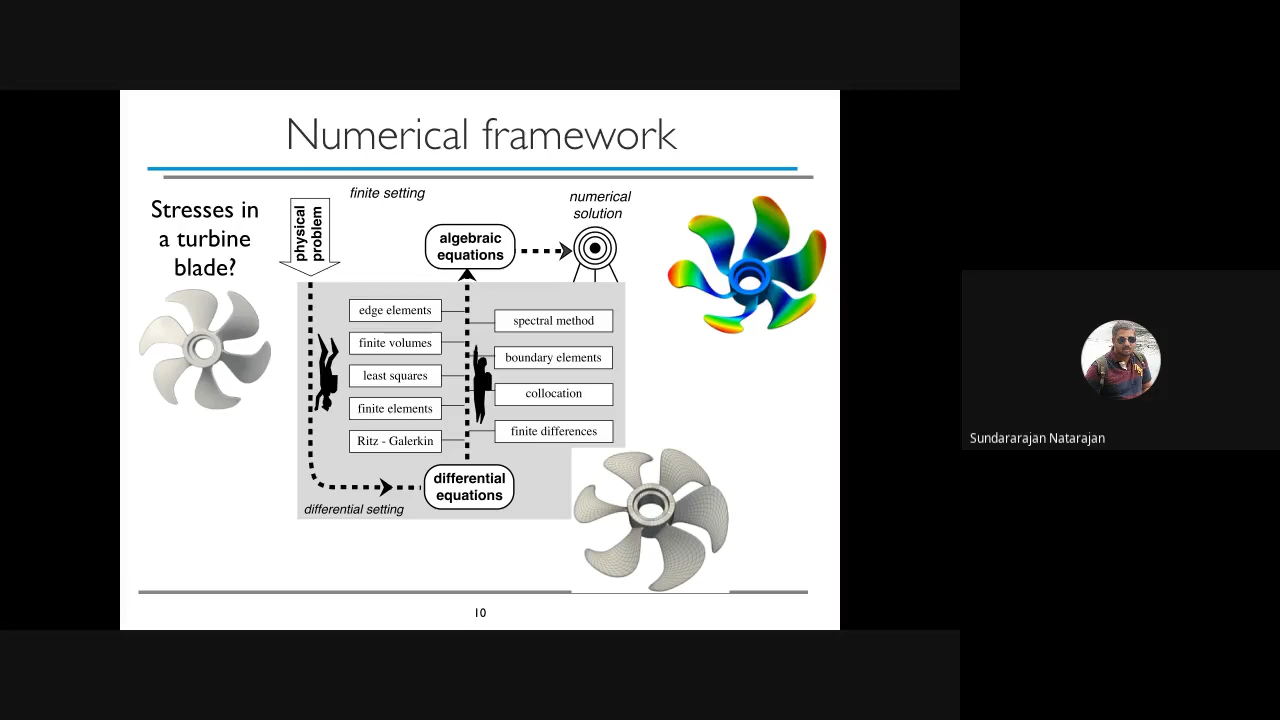 Numerical framework
Stresses in
a turbine
blade?
physical
problem
finite setting
numerical
solution
algebraic
equations
edge elements
finite volumes
least squares
finite elements
Ritz - Galerkin
spectral method
boundary elements
collocation
finite differences
differential
equations
differential setting
10
Sundararajan Natarajan